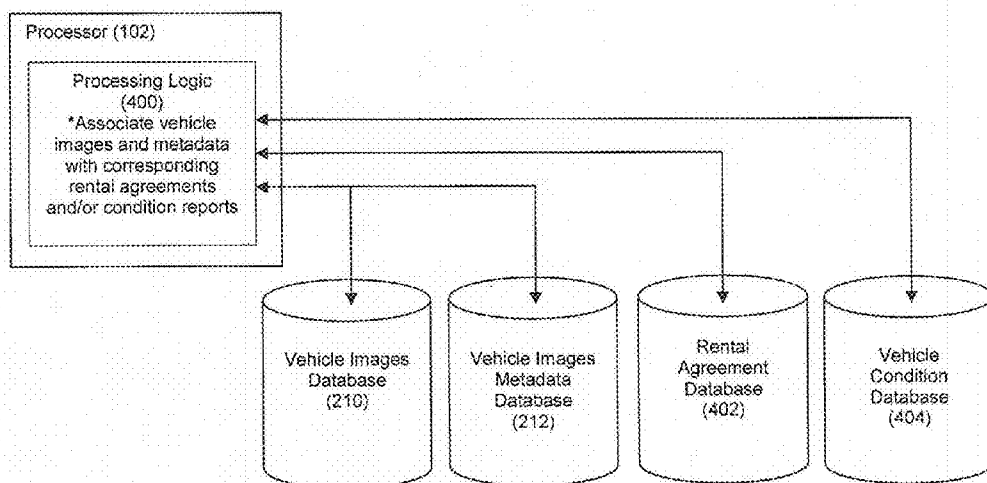 Processor (102)
Processing Logic
(400)
*Associate vehicle
images and metadata
with corresponding
rental agreements
and/or condition reports
Vehicle Images
Database
(210)
Vehicle Images
Metadata
Database
(212)
Rental
Agreement
Database
(402)
Vehicle
Condition
Database
(404)